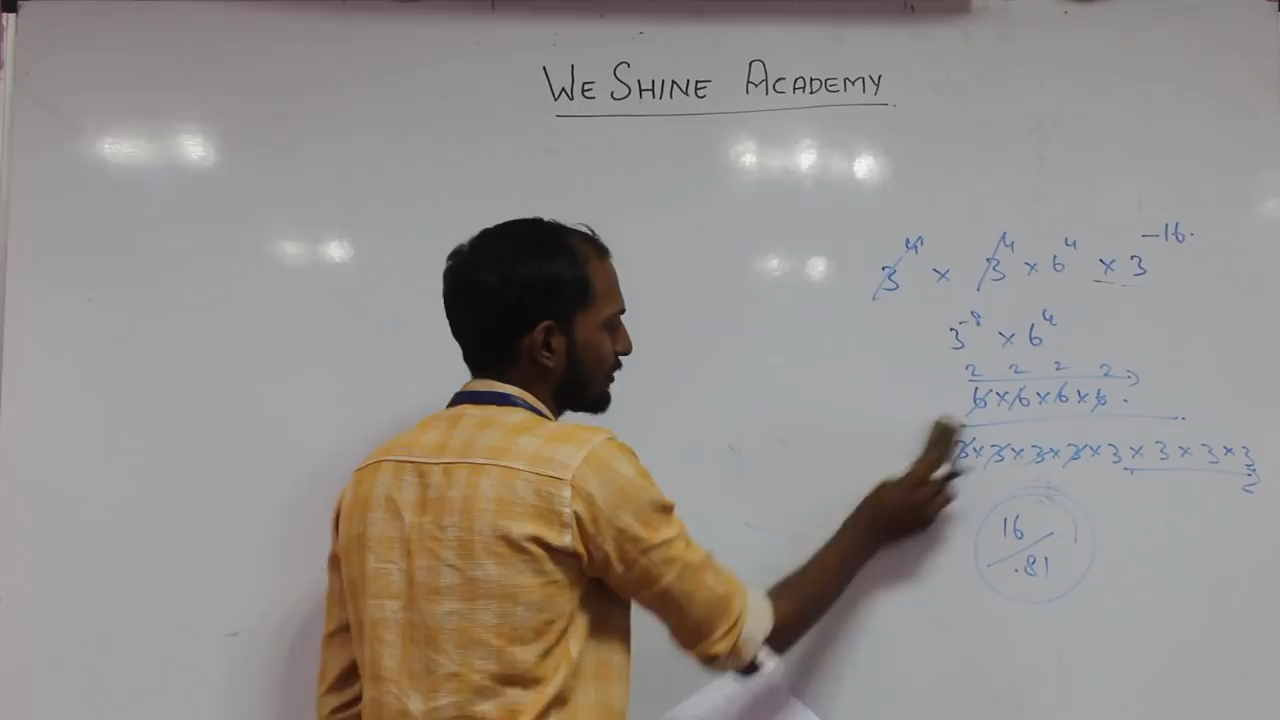 WE SHINE ACADEMY
3⁴ × 3⁴ × 6⁴ × 3⁻¹⁶
3⁻⁸ × 6⁴
2 2 2 2
6×6×6×6.
3×3×3×3×3×3×3×3
16
.81